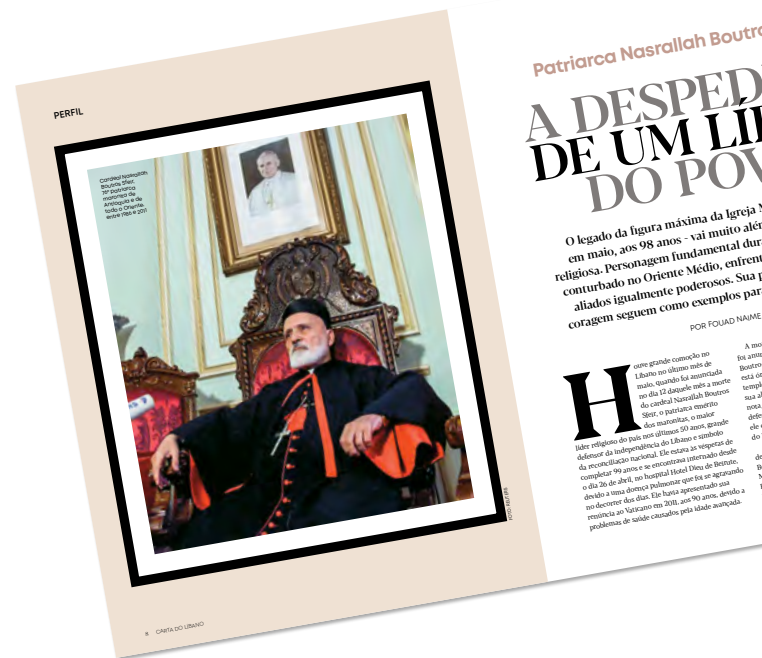 PERFIL
Cardeal Nasrallah
Boutros Sfeir,
76º patriarca
maronita de
Antioquia e de
todo o Oriente,
entre 1986 e 2011
FOTO: REUTERS
8 CARTA DO LÍBANO
Patriarca Nasrallah Boutro
A DESPED
DE UM LÍ
DO POV
O legado da figura máxima da Igreja M
em maio, aos 98 anos - vai muito alé
religiosa. Personagem fundamental dur
conturbado no Oriente Médio, enfrent
aliados igualmente poderosos. Sua p
coragem seguem como exemplos par
POR FOUAD NAIME
Houve grande comoção no
Líbano no último mês de
maio, quando foi anunciada
no dia 12 daquele mês a morte
do cardeal Nasrallah Boutros
Sfeir, o patriarca emérito
dos maronitas, o maior
líder religioso do país nos últimos 50 anos, grande
defensor da independência do Líbano e símbolo
da reconciliação nacional. Ele estava às vésperas de
completar 99 anos e se encontrava internado desde
o dia 26 de abril, no hospital Hotel Dieu de Beirute,
devido a uma doença pulmonar que foi se agravando
no decorrer dos dias. Ele havia apresentado sua
renúncia ao Vaticano em 2011, aos 90 anos, devido a
problemas de saúde causados pela idade avançada.
A mo
foi anu
Boutro
está ó
templ
sua al
nota
defe
ele
do
de
B
M